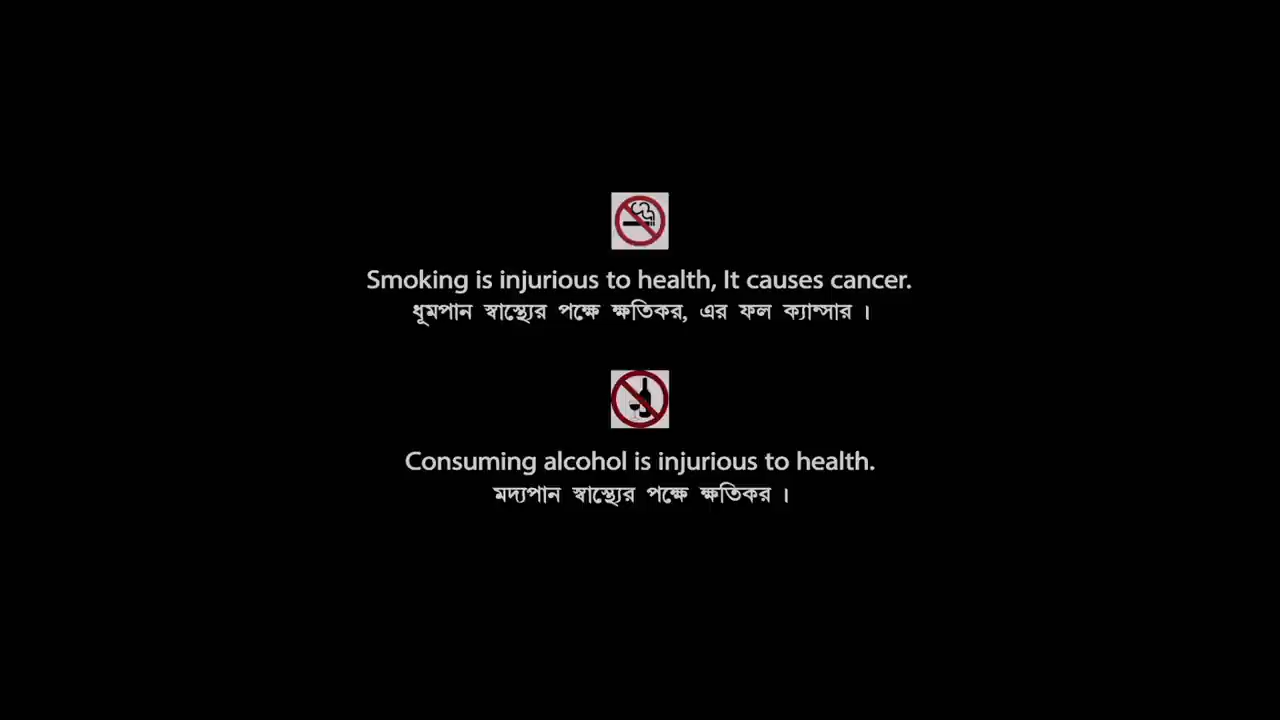 Smoking is injurious to health, It causes cancer.
ধূমপান স্বাস্থ্যের পক্ষে ক্ষতিকর, এর ফল ক্যান্সার ।
Consuming alcohol is injurious to health.
মদ্যপান স্বাস্থ্যের পক্ষে ক্ষতিকর ।